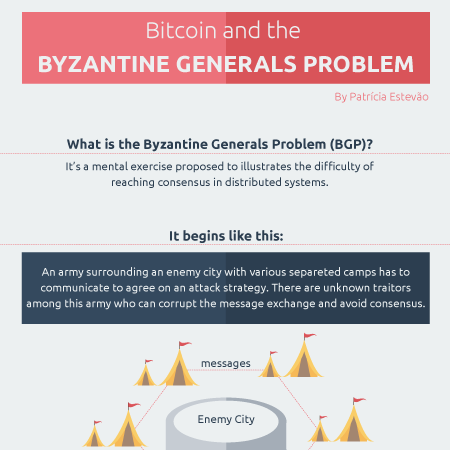 Bitcoin and the
BYZANTINE GENERALS PROBLEM
By Patrícia Estevão
What is the Byzantine Generals Problem (BGP)?
It's a mental exercise proposed to illustrates the difficulty of
reaching consensus in distributed systems.
It begins like this:
An army surrounding an enemy city with various separeted camps has to
communicate to agree on an attack strategy. There are unknown traitors
among this army who can corrupt the message exchange and avoid consensus.
messages
Enemy City